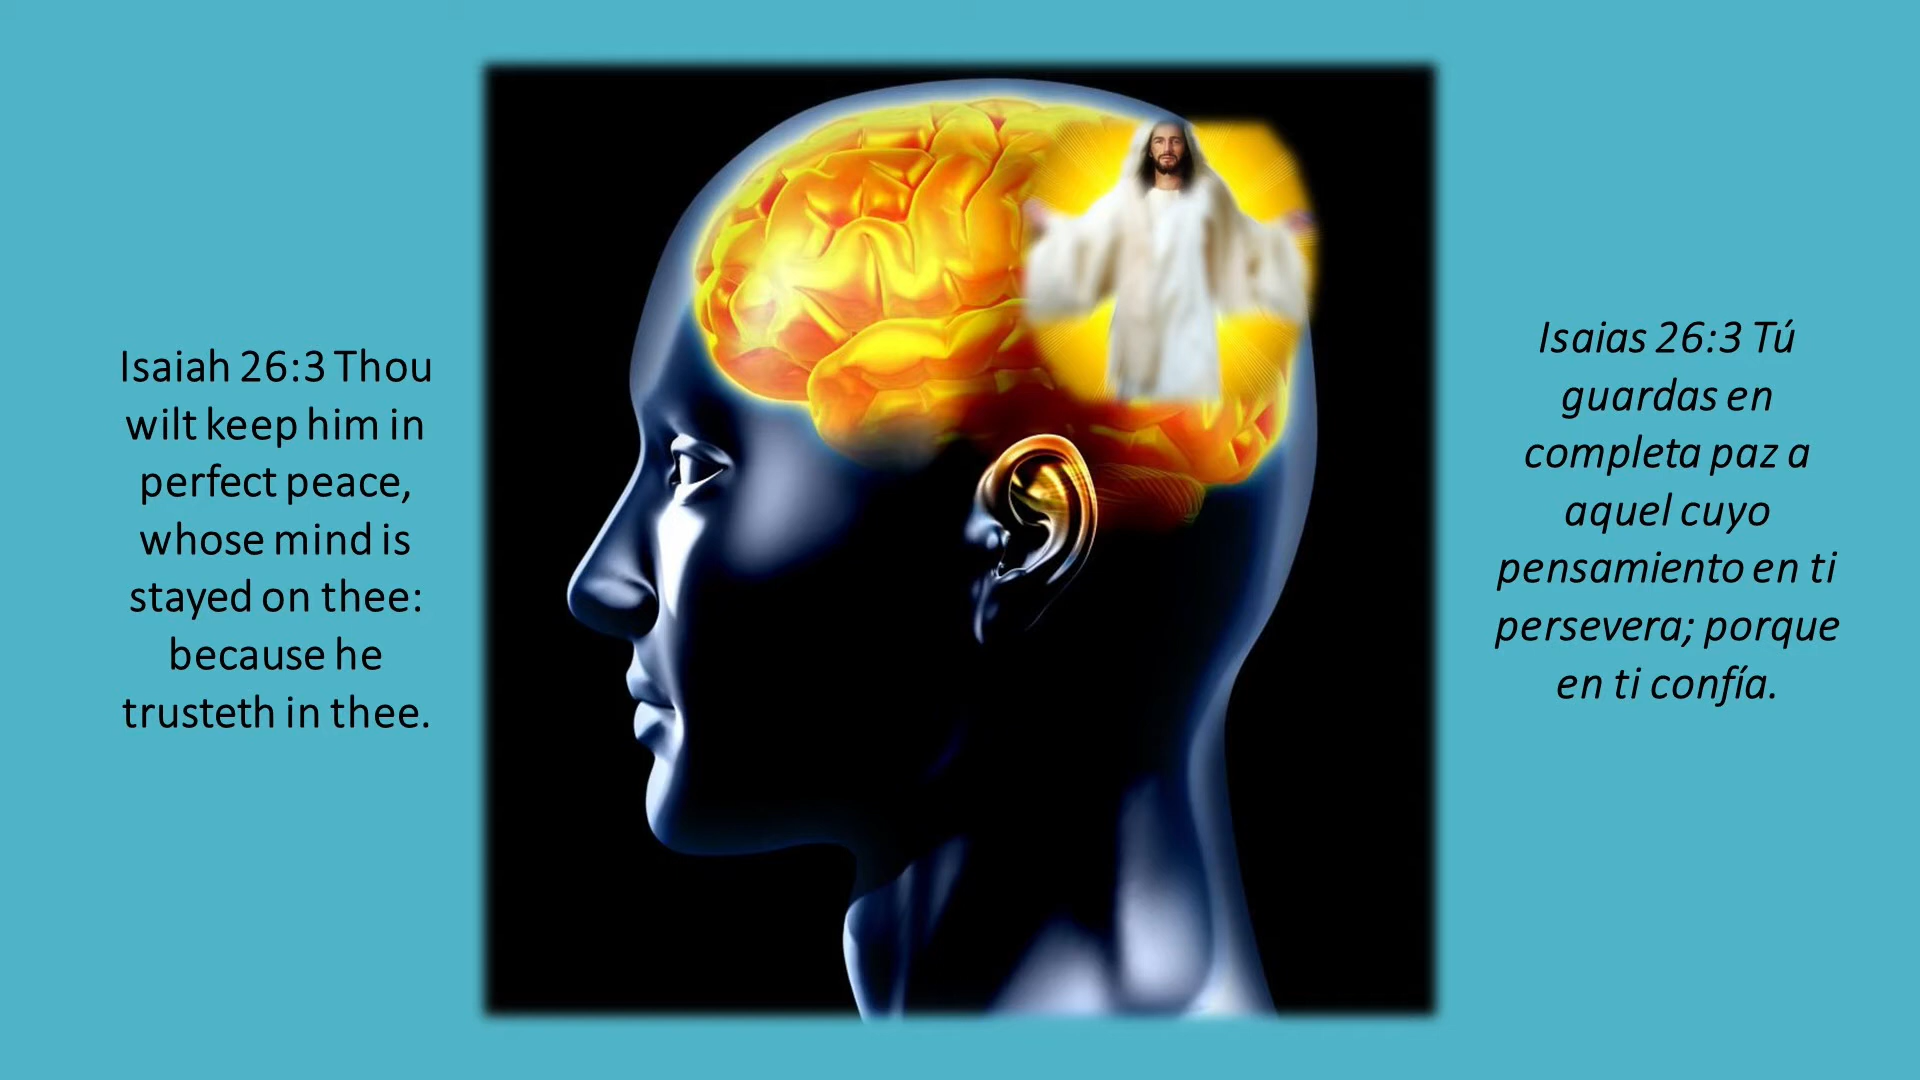 Isaiah 26:3 Thou
wilt keep him in
perfect peace,
whose mind is
stayed on thee:
because he
trusteth in thee.
Isaias 26:3 Tú
guardas en
completa paz a
aquel cuyo
pensamiento en ti
persevera; porque
en ti confía.